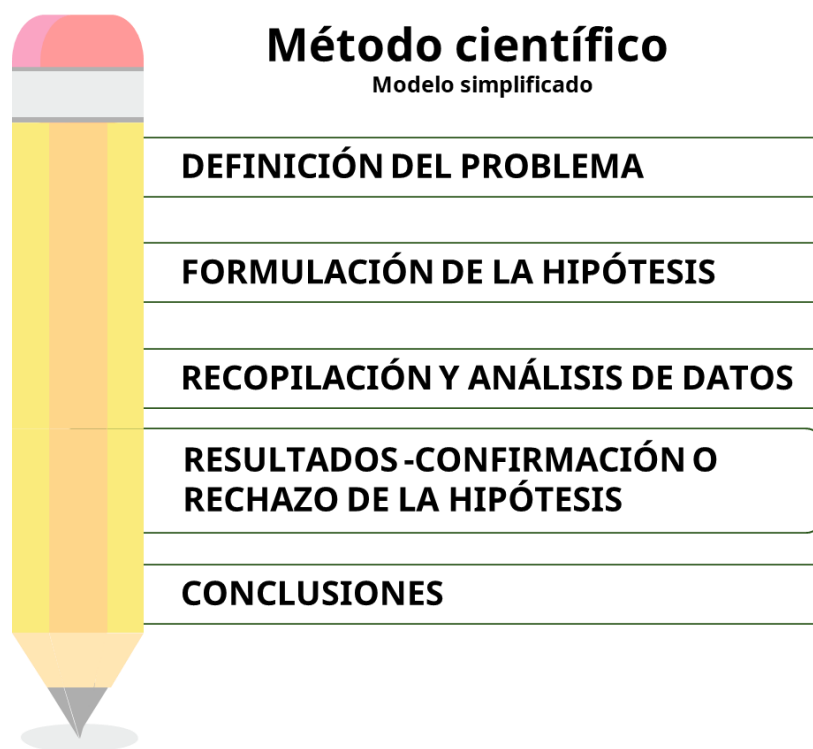 Método científico
Modelo simplificado
DEFINICIÓN DEL PROBLEMA
FORMULACIÓN DE LA HIPÓTESIS
RECOPILACIÓN Y ANÁLISIS DE DATOS
RESULTADOS -CONFIRMACIÓN O
RECHAZO DE LA HIPÓTESIS
CONCLUSIONES